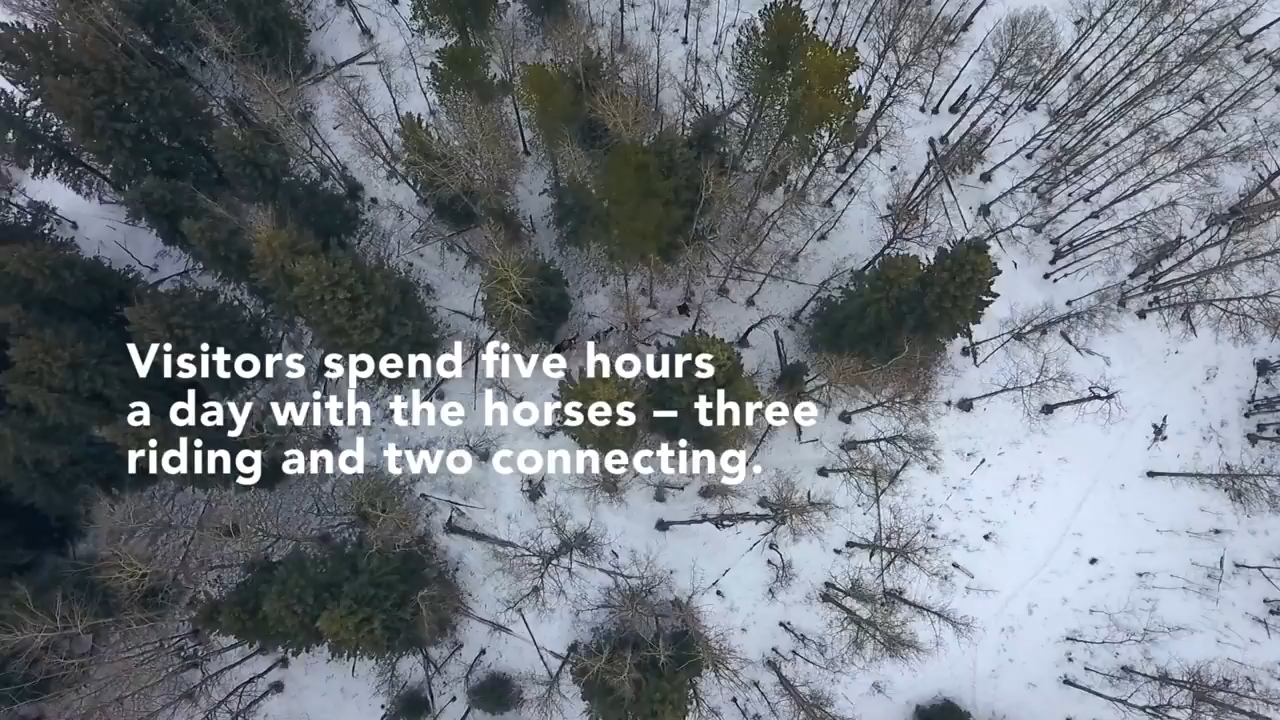 Visitors spend five hours
a day with the horses – three
riding and two connecting.